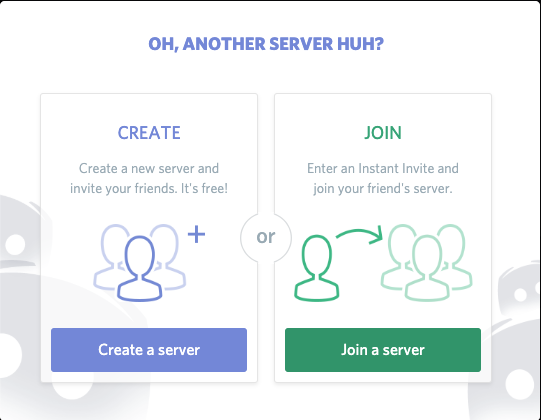 OH, ANOTHER SERVER HUH?
CREATE
Create a new server and
invite your friends. It's free!
+
Create a server
or
JOIN
Enter an Instant Invite and
join your friend's server.
Join a server